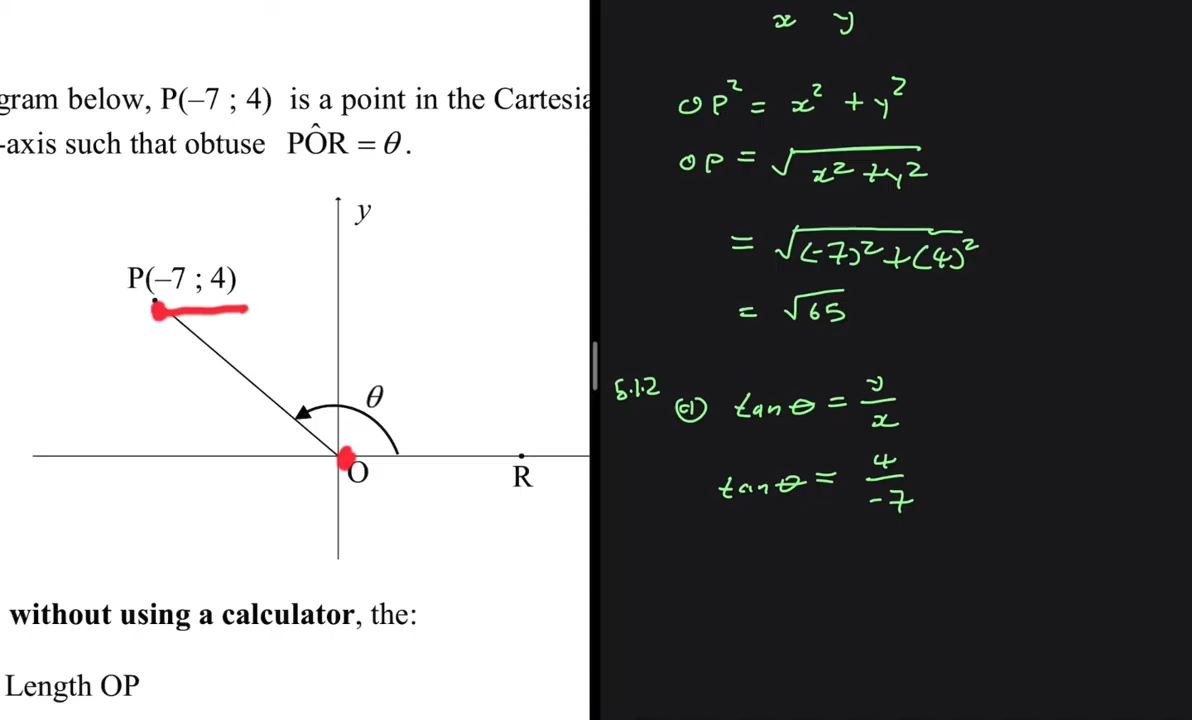 gram below, P(–7 ; 4) is a point in the Cartesia
-axis such that obtuse PÔR = θ.
y
P(–7 ; 4)
θ
O
R
without using a calculator, the:
Length OP
x y
OP² = x² + y²
OP = √(x² + y²)
= √((-7)² + (4)²)
= √65
5.1.2 (a) tan θ = y/x
tan θ = 4/-7